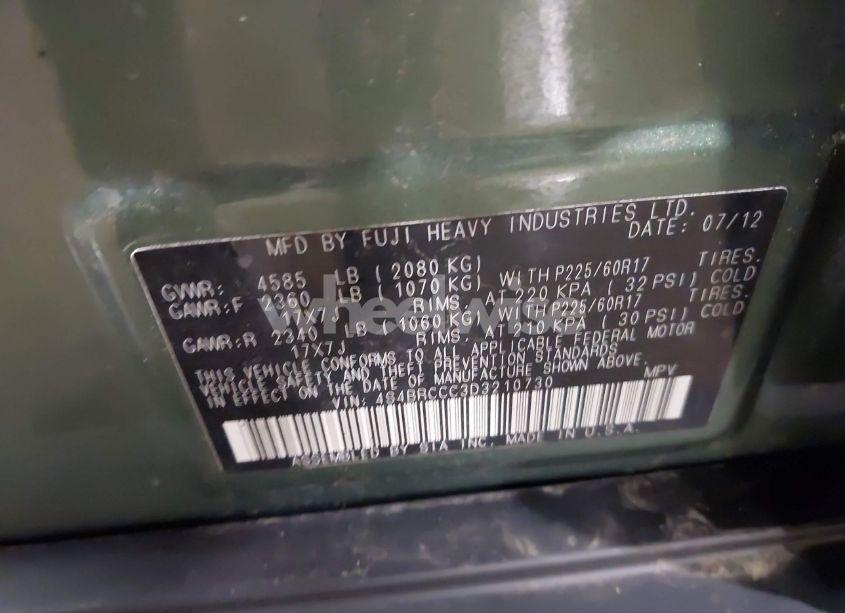 MFD BY FUJI HEAVY INDUSTRIES LTD.
DATE: 07/12
GVWR: 4585 LB (2080 KG)
GAWR:F 2360 LB (1070 KG) WITH P225/60R17 TIRES.
17X7J RIMS, AT 220 KPA (32 PSI) COLD
GAWR:R 2340 LB (1060 KG) WITH P225/60R17 TIRES.
17X7J RIMS, AT 210 KPA (30 PSI) COLD
THIS VEHICLE CONFORMS TO ALL APPLICABLE FEDERAL MOTOR
VEHICLE SAFETY AND THEFT PREVENTION STANDARDS
IN EFFECT ON THE DATE OF MANUFACTURE SHOWN ABOVE.
VIN: 4S4BRCCC3D3210730 MPV
ASSEMBLED BY SIA INC. MADE IN U.S.A.
wheelwise